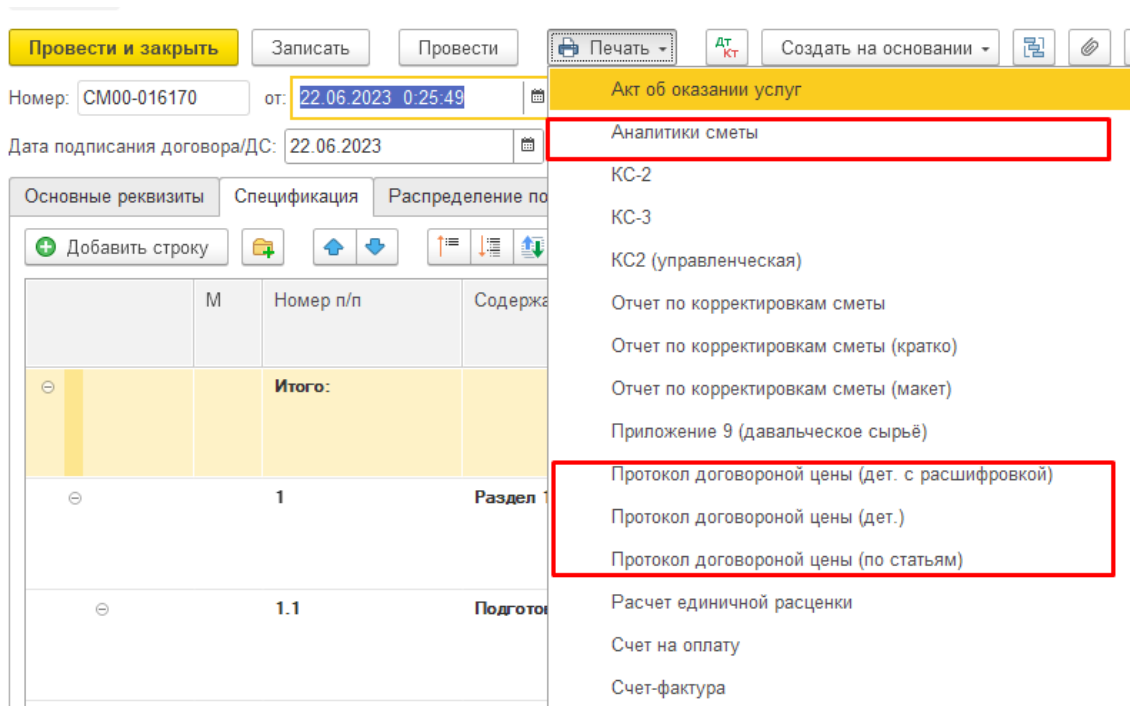 Провести и закрыть Записать Провести Печать Дт Кт Создать на основании
Номер: СМ00-016170 от: 22.06.2023 0:25:49
Дата подписания договора/ДС: 22.06.2023
Основные реквизиты Спецификация Распределение по
Добавить строку
М Номер п/п Содержа
Итого:
1 Раздел 1
1.1 Подгото
Акт об оказании услуг
Аналитики сметы
КС-2
КС-3
КС2 (управленческая)
Отчет по корректировкам сметы
Отчет по корректировкам сметы (кратко)
Отчет по корректировкам сметы (макет)
Приложение 9 (давальческое сырьё)
Протокол договороной цены (дет. с расшифровкой)
Протокол договороной цены (дет.)
Протокол договороной цены (по статьям)
Расчет единичной расценки
Счет на оплату
Счет-фактура